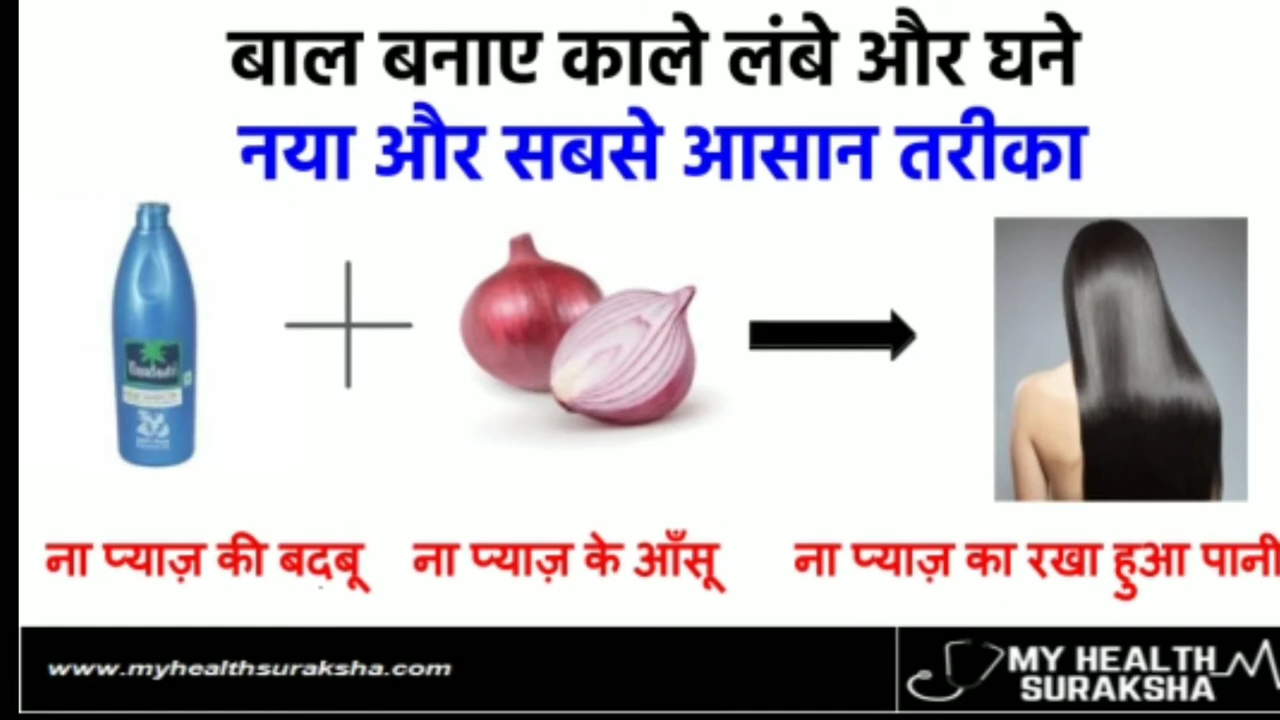 बाल बनाए काले लंबे और घने
नया और सबसे आसान तरीका
ना प्याज़ की बदबू ना प्याज़ के आँसू ना प्याज़ का रखा हुआ पानी
www.myhealthsuraksha.com
MY HEALTH
SURAKSHA